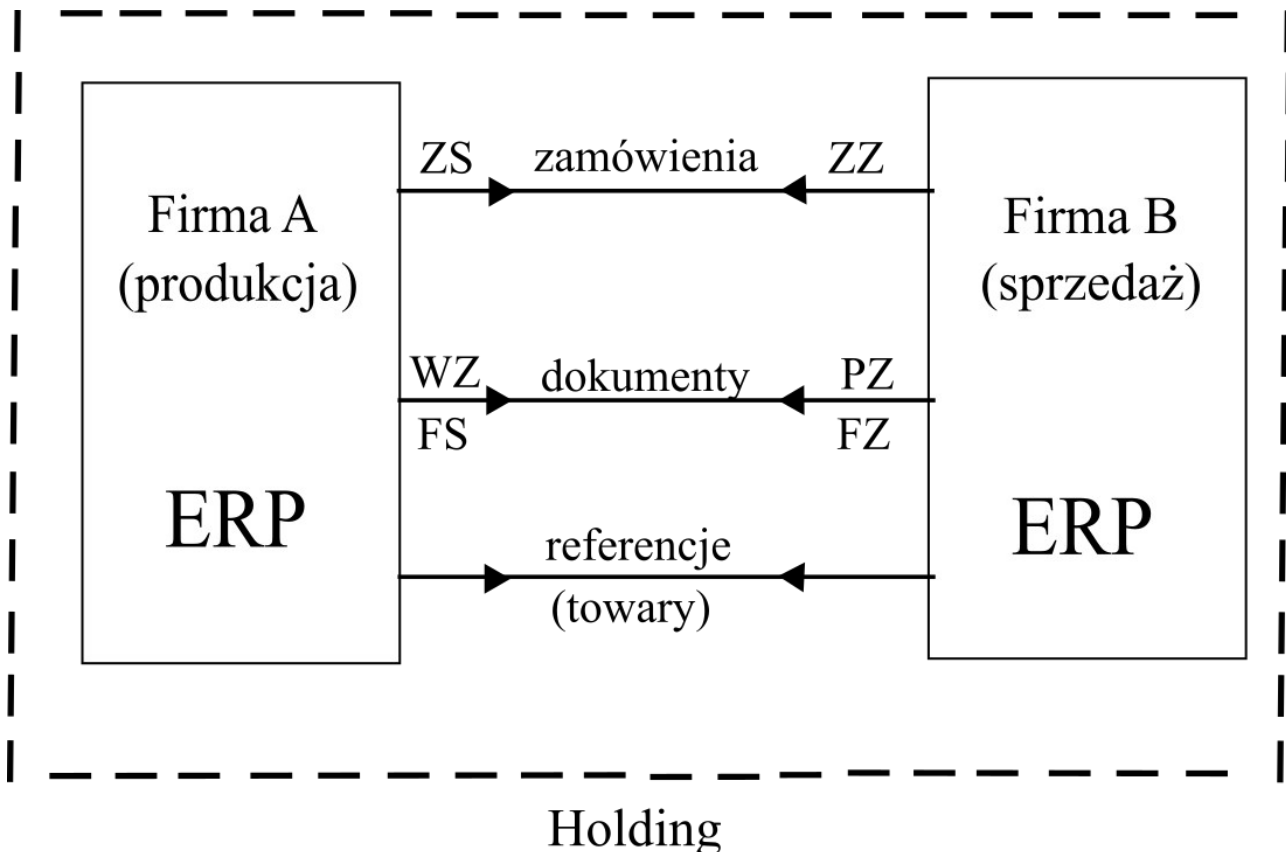 ZS zamówienia ZZ
Firma A
(produkcja)
Firma B
(sprzedaż)
WZ dokumenty PZ
FS FZ
ERP
ERP
referencje
(towary)
Holding